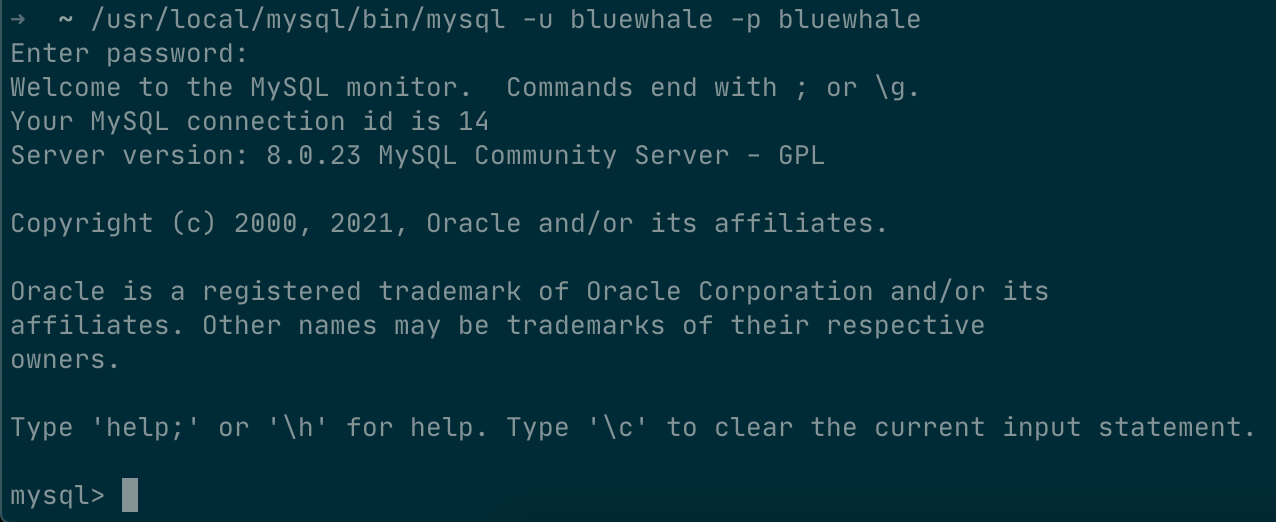 →  ~ /usr/local/mysql/bin/mysql -u bluewhale -p bluewhale
Enter password:
Welcome to the MySQL monitor.  Commands end with ; or \g.
Your MySQL connection id is 14
Server version: 8.0.23 MySQL Community Server - GPL

Copyright (c) 2000, 2021, Oracle and/or its affiliates.

Oracle is a registered trademark of Oracle Corporation and/or its
affiliates. Other names may be trademarks of their respective
owners.

Type 'help;' or '\h' for help. Type '\c' to clear the current input statement.

mysql>